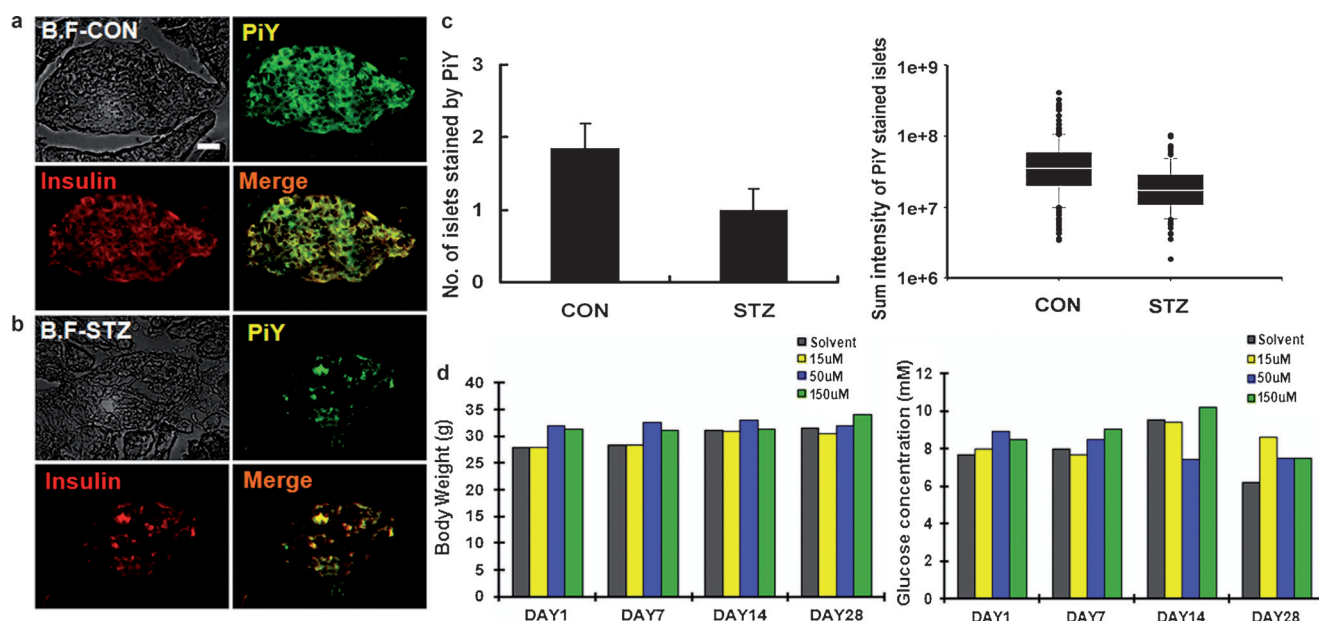 a
B.F-CON
PiY
Insulin
Merge
b
B.F-STZ
PiY
Insulin
Merge
c
No. of islets stained by PiY
3
2
1
0
CON
STZ
Sum intensity of PiY stained islets
1e+9
1e+8
1e+7
1e+6
CON
STZ
d
Solvent
15uM
50uM
150uM
Body Weight (g)
40
35
30
25
20
15
10
5
0
DAY1
DAY7
DAY14
DAY28
Solvent
15uM
50uM
150uM
Glucose concentration (mM)
12
10
8
6
4
2
0
DAY1
DAY7
DAY14
DAY28